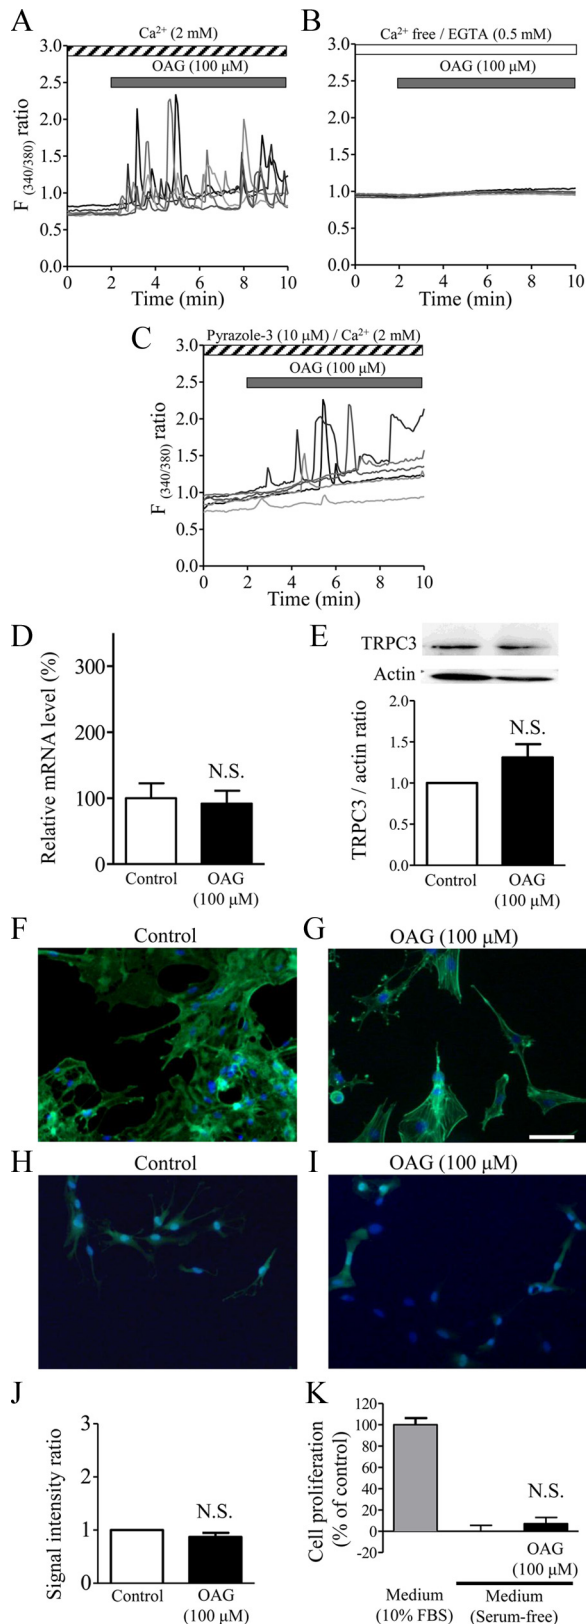 A
Ca²⁺ (2 mM)
OAG (100 μM)
F (340/380) ratio
3.0
2.5
2.0
1.5
1.0
0.5
0.0
0 2 4 6 8 10
Time (min)
B
Ca²⁺ free / EGTA (0.5 mM)
OAG (100 μM)
3.0
2.5
2.0
1.5
1.0
0.5
0.0
0 2 4 6 8 10
Time (min)
C
Pyrazole-3 (10 μM) / Ca²⁺ (2 mM)
OAG (100 μM)
F (340/380) ratio
3.0
2.5
2.0
1.5
1.0
0.5
0.0
0 2 4 6 8 10
Time (min)
D
Relative mRNA level (%)
300
200
100
0
N.S.
Control
OAG
(100 μM)
E
TRPC3
Actin
TRPC3 / actin ratio
2.0
1.5
1.0
0.5
0.0
N.S.
Control
OAG
(100 μM)
F
Control
G
OAG (100 μM)
H
Control
I
OAG (100 μM)
J
Signal intensity ratio
3
2
1
0
N.S.
Control
OAG
(100 μM)
K
Cell proliferation
(% of control)
120
100
80
60
40
20
0
-20
N.S.
OAG
(100 μM)
Medium
(10% FBS)
Medium
(Serum-free)